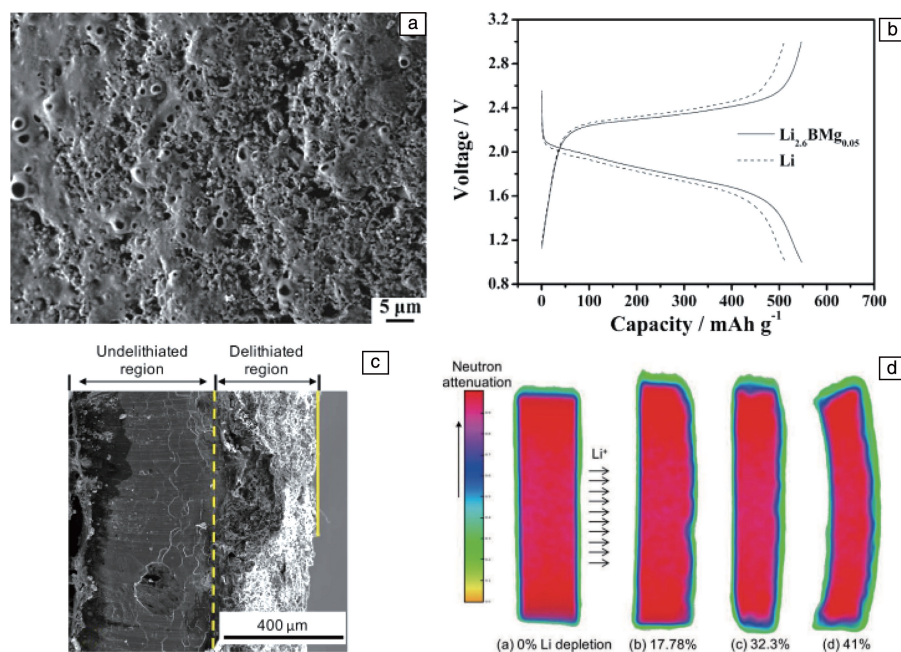 a
5 µm
b
3.2
2.8
2.4
2.0
1.6
1.2
0.8
Voltage / V
Li2.6BMg0.05
Li
0 100 200 300 400 500 600 700
Capacity / mAh g-1
c
Undelithiated region
Delithiated region
400 µm
d
Neutron attenuation
Li+
(a) 0% Li depletion
(b) 17.78%
(c) 32.3%
(d) 41%